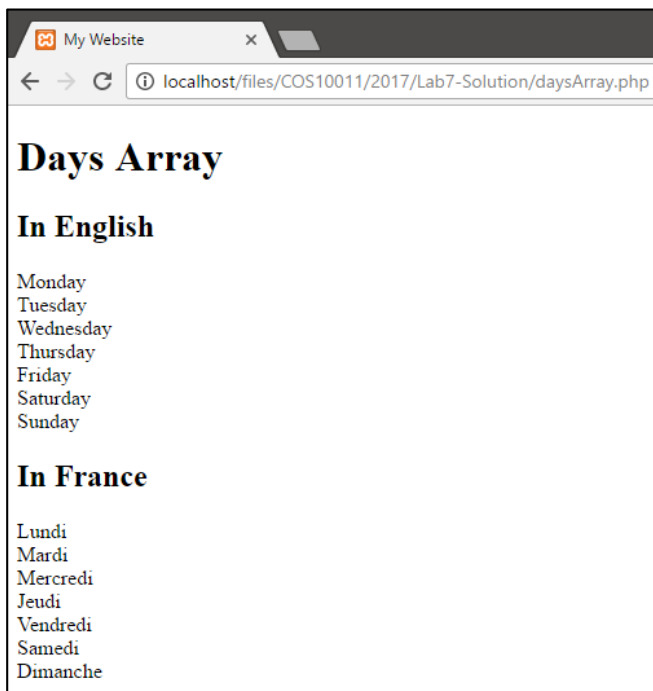 My Website
localhost/files/COS10011/2017/Lab7-Solution/daysArray.php
Days Array
In English
Monday
Tuesday
Wednesday
Thursday
Friday
Saturday
Sunday
In France
Lundi
Mardi
Mercredi
Jeudi
Vendredi
Samedi
Dimanche